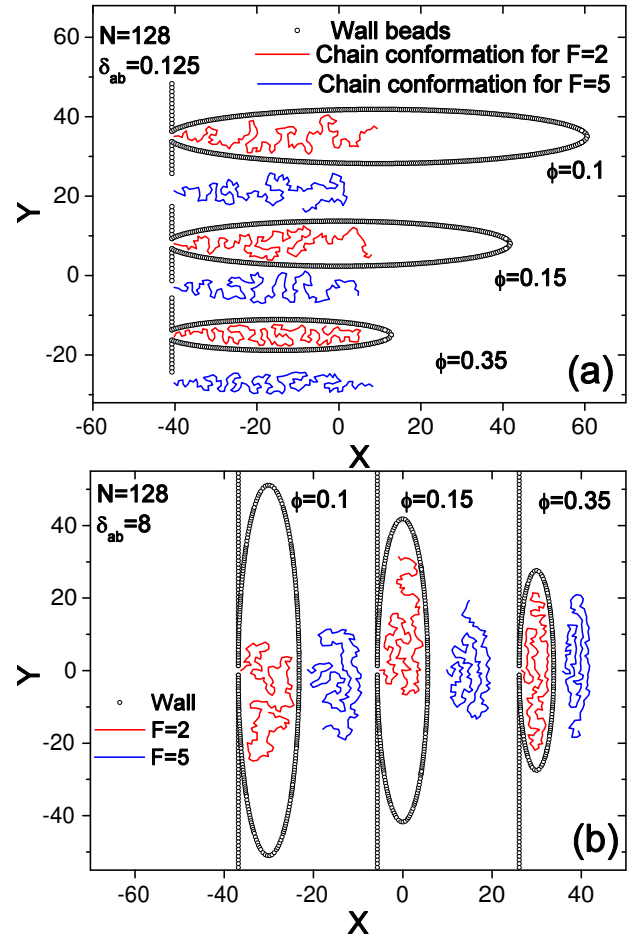 N=128
δab=0.125
Wall beads
Chain conformation for F=2
Chain conformation for F=5
60
40
20
0
-20
Y
ϕ=0.1
ϕ=0.15
ϕ=0.35
(a)
-60 -40 -20 0 20 40 60
X
N=128
δab=8
ϕ=0.1 ϕ=0.15 ϕ=0.35
40
20
0
-20
-40
Y
Wall
F=2
F=5
(b)
-60 -40 -20 0 20 40
X